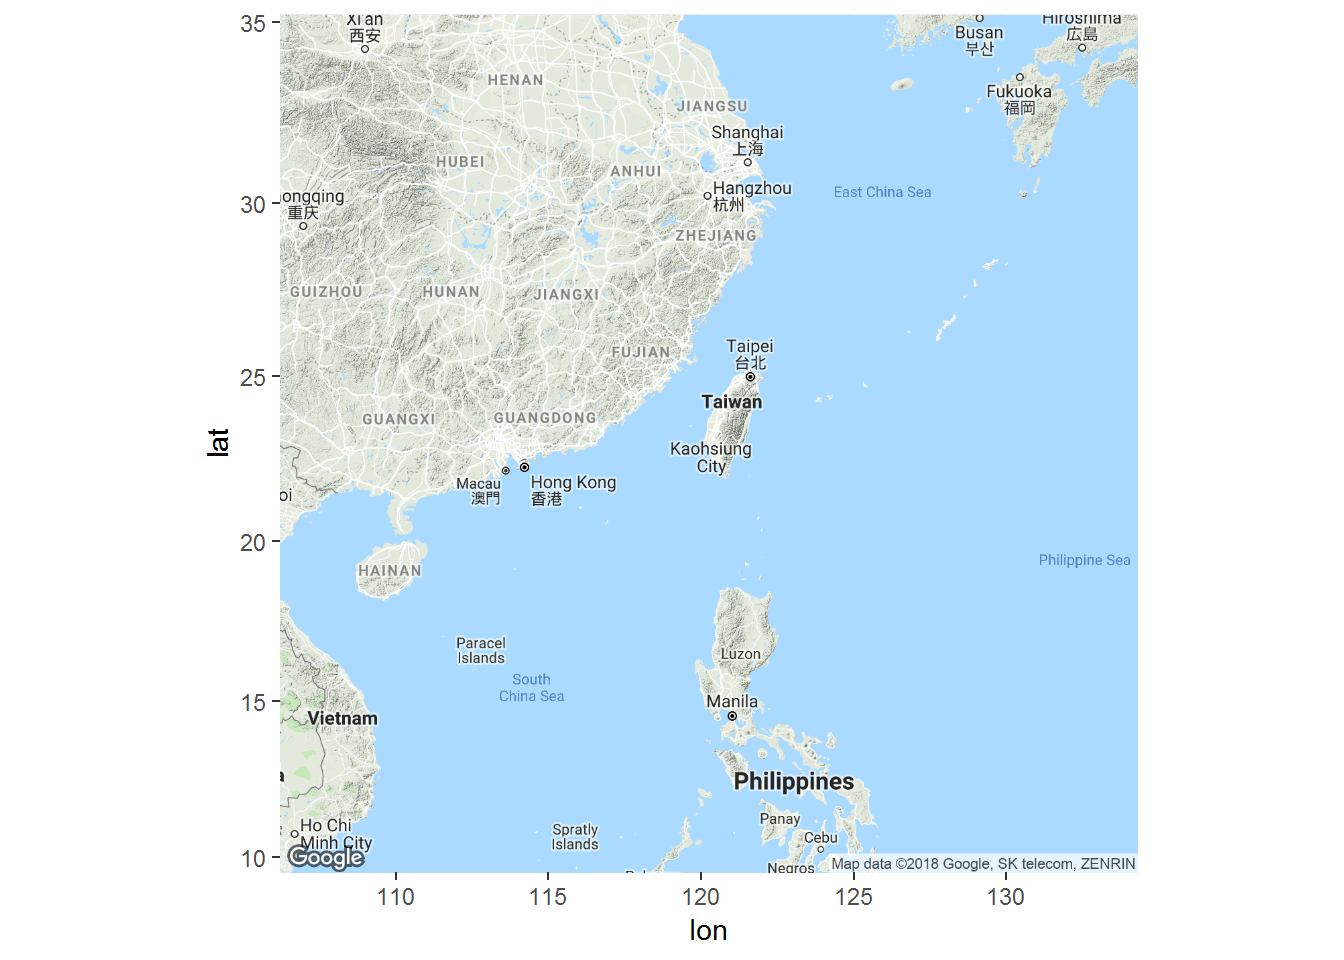 35
30
25
20
15
10
lat
110
115
120
125
130
lon
Xi'an
西安
HENAN
JIANGSU
Shanghai
上海
HUBEI
ANHUI
Hangzhou
杭州
ongqing
重庆
ZHEJIANG
East China Sea
Busan
부산
Hiroshima
広島
Fukuoka
福岡
GUIZHOU
HUNAN
JIANGXI
FUJIAN
Taipei
台北
Taiwan
GUANGXI
GUANGDONG
Kaohsiung
City
Macau
澳門
Hong Kong
香港
oi
HAINAN
Philippine Sea
Paracel
Islands
South
China Sea
Luzon
Manila
Vietnam
Philippines
a
Panay
Cebu
Negros
Ho Chi
Minh City
Spratly
Islands
Google
Map data ©2018 Google, SK telecom, ZENRIN